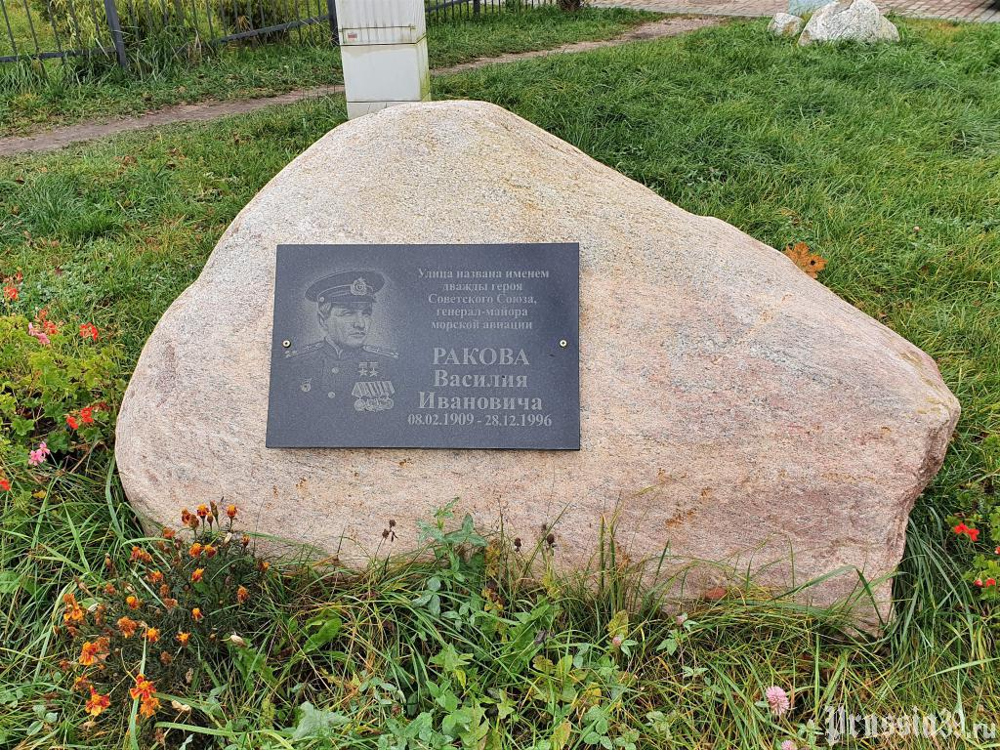 Улица названа именем
дважды героя
Советского Союза,
генерал-майора
морской авиации
РАКОВА
Василия
Ивановича
08.02.1909 - 28.12.1996
Prussia39.ru